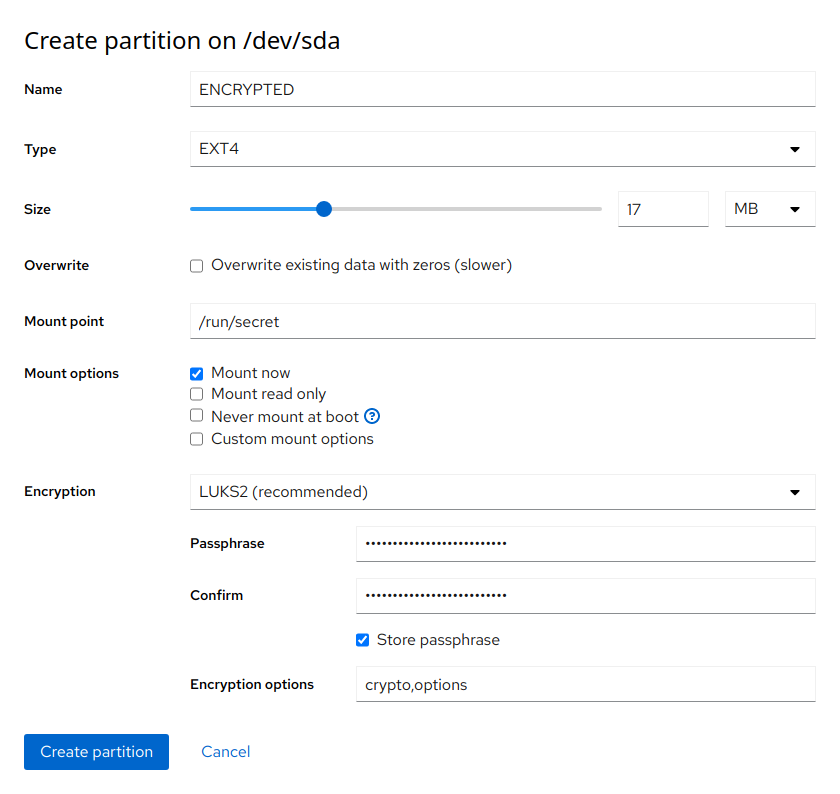 Create partition on /dev/sda
Name ENCRYPTED
Type EXT4
Size 17 MB
Overwrite Overwrite existing data with zeros (slower)
Mount point /run/secret
Mount options Mount now
Mount read only
Never mount at boot ?
Custom mount options
Encryption LUKS2 (recommended)
Passphrase ••••••••••••••••••••••••••
Confirm ••••••••••••••••••••••••••
Store passphrase
Encryption options crypto,options
Create partition Cancel